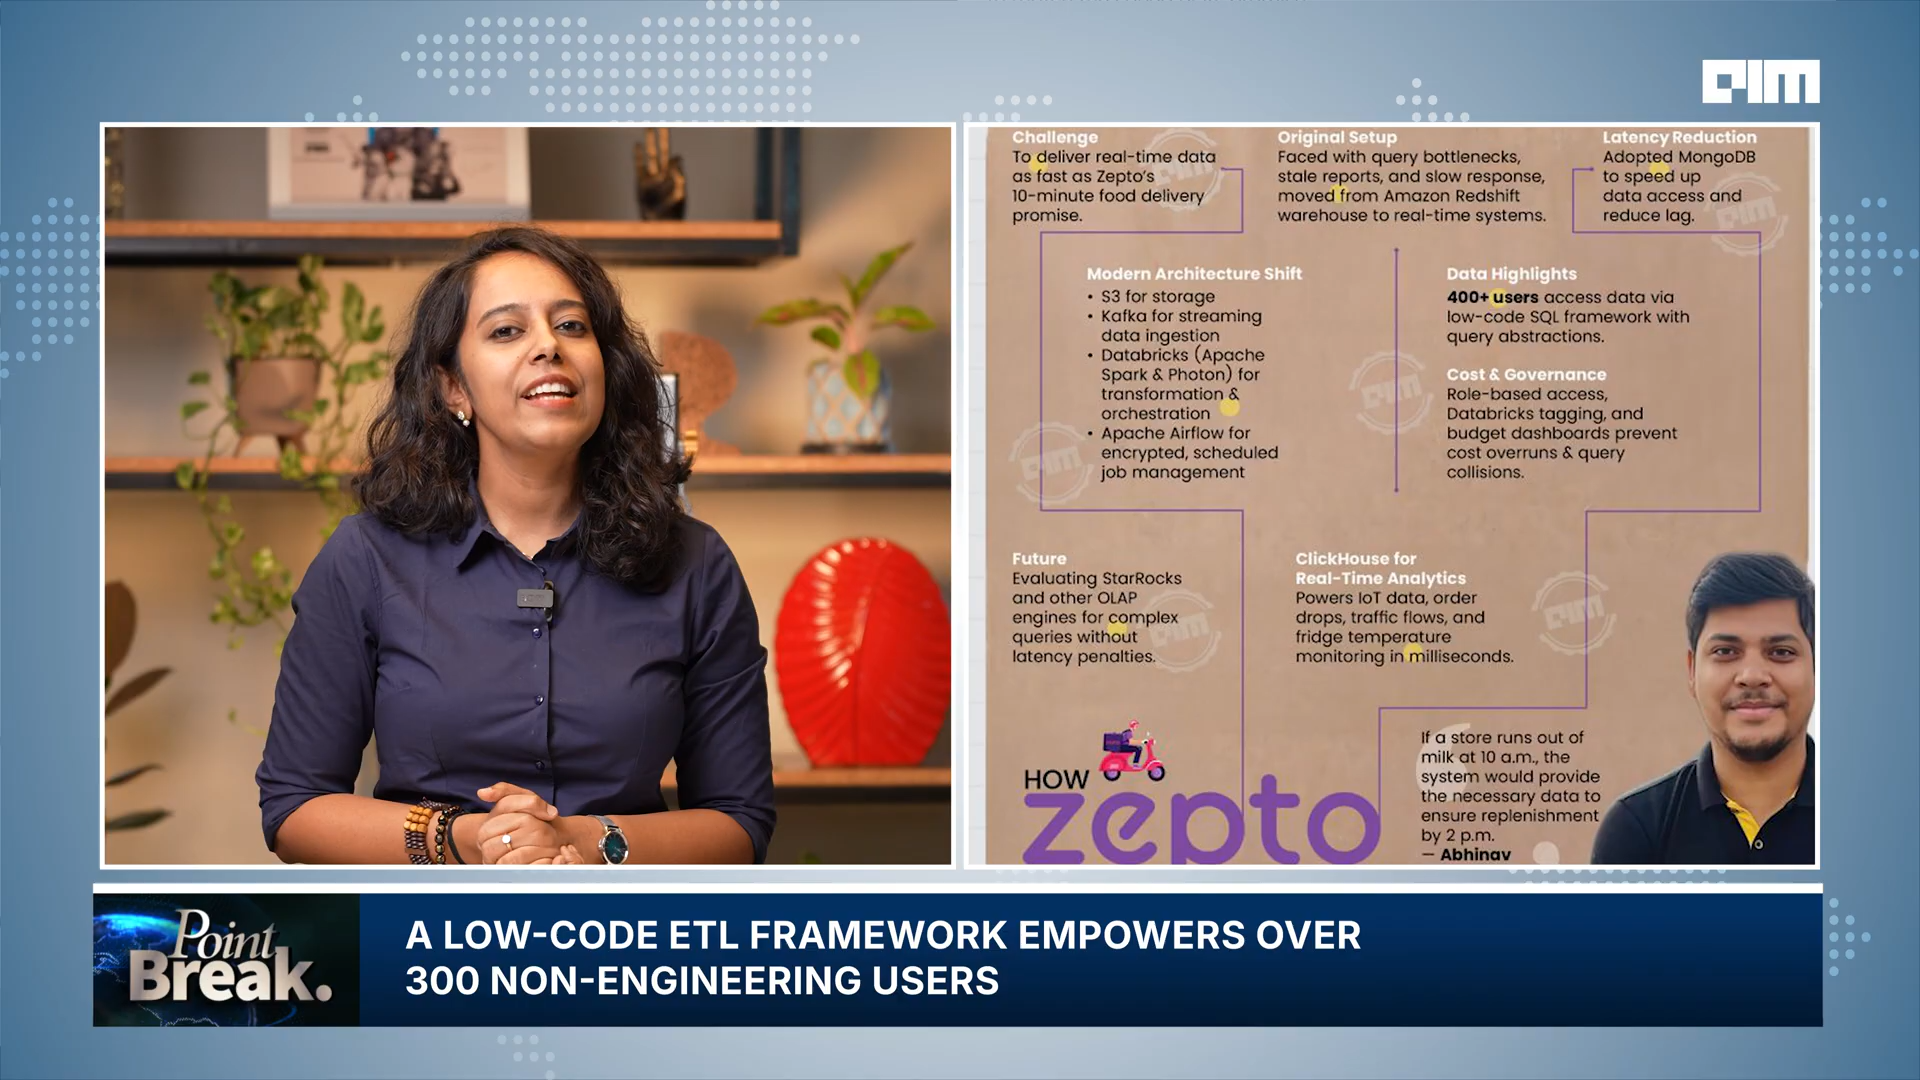 AIM
Challenge
To deliver real-time data
as fast as Zepto's
10-minute food delivery
promise.
Original Setup
Faced with query bottlenecks,
stale reports, and slow response,
moved from Amazon Redshift
warehouse to real-time systems.
Latency Reduction
Adopted MongoDB
to speed up
data access and
reduce lag.
Modern Architecture Shift
• S3 for storage
• Kafka for streaming
data ingestion
• Databricks (Apache
Spark & Photon) for
transformation &
orchestration
• Apache Airflow for
encrypted, scheduled
job management
Data Highlights
400+ users access data via
low-code SQL framework with
query abstractions.
Cost & Governance
Role-based access,
Databricks tagging, and
budget dashboards prevent
cost overruns & query
collisions.
Future
Evaluating StarRocks
and other OLAP
engines for complex
queries without
latency penalties.
ClickHouse for
Real-Time Analytics
Powers IoT data, order
drops, traffic flows, and
fridge temperature
monitoring in milliseconds.
HOW
zepto
If a store runs out of
milk at 10 a.m., the
system would provide
the necessary data to
ensure replenishment
by 2 p.m.
— Abhinav
Point
Break.
A LOW-CODE ETL FRAMEWORK EMPOWERS OVER
300 NON-ENGINEERING USERS